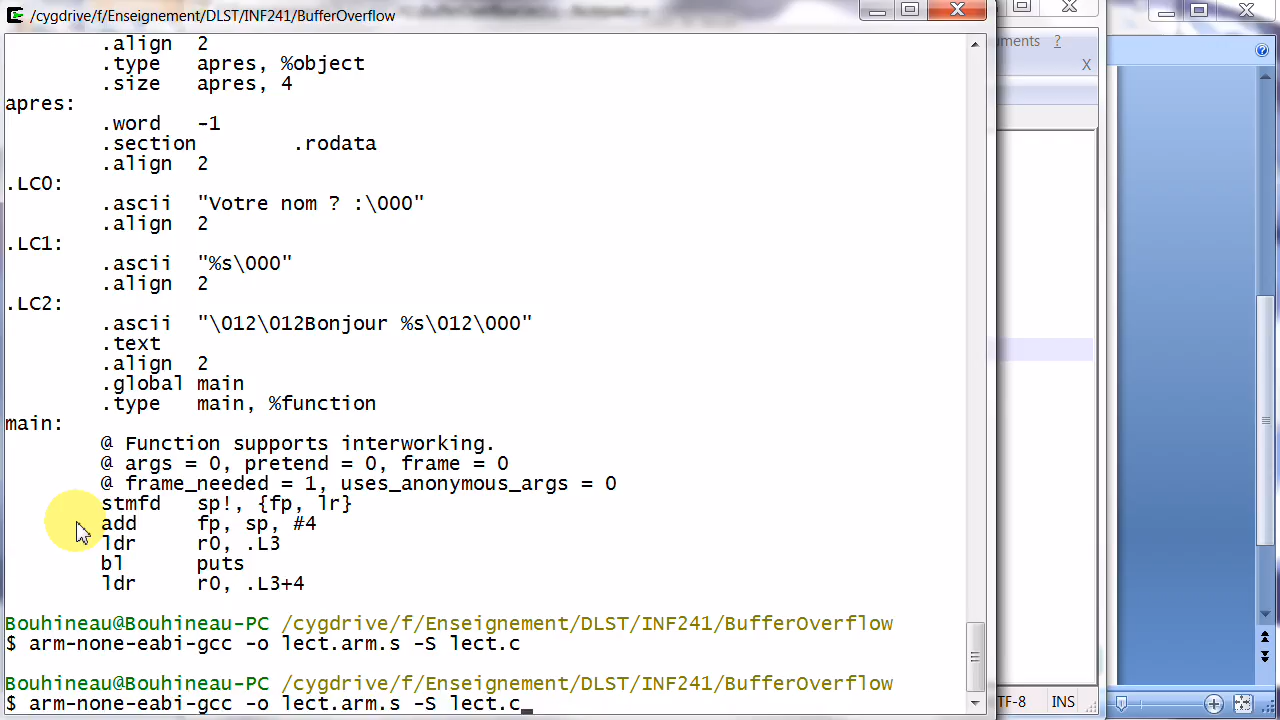 /cygdrive/f/Enseignement/DLST/INF241/BufferOverflow
.align 2
.type apres, %object
.size apres, 4
apres:
.word -1
.section .rodata
.align 2
.LC0:
.ascii "Votre nom ? :\000"
.align 2
.LC1:
.ascii "%s\000"
.align 2
.LC2:
.ascii "\012\012Bonjour %s\012\000"
.text
.align 2
.global main
.type main, %function
main:
@ Function supports interworking.
@ args = 0, pretend = 0, frame = 0
@ frame_needed = 1, uses_anonymous_args = 0
stmfd sp!, {fp, lr}
add fp, sp, #4
ldr r0, .L3
bl puts
ldr r0, .L3+4
Bouhineau@Bouhineau-PC /cygdrive/f/Enseignement/DLST/INF241/BufferOverflow
$ arm-none-eabi-gcc -o lect.arm.s -S lect.c
Bouhineau@Bouhineau-PC /cygdrive/f/Enseignement/DLST/INF241/BufferOverflow
$ arm-none-eabi-gcc -o lect.arm.s -S lect.c
uments ?
X
TF-8 INS